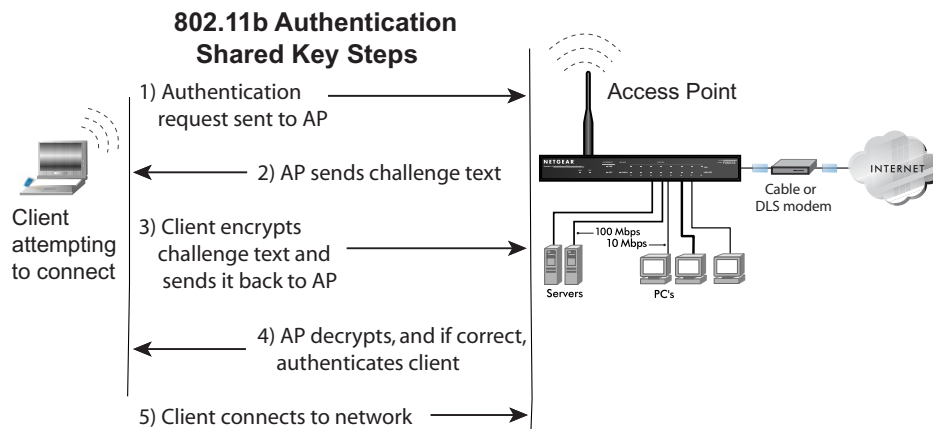 802.11b Authentication
Shared Key Steps
1) Authentication
request sent to AP
Access Point
2) AP sends challenge text
NETGEAR
INTERNET
Cable or
DLS modem
Client
attempting
to connect
3) Client encrypts
challenge text and
sends it back to AP
100 Mbps
10 Mbps
Servers
PC's
4) AP decrypts, and if correct,
authenticates client
5) Client connects to network